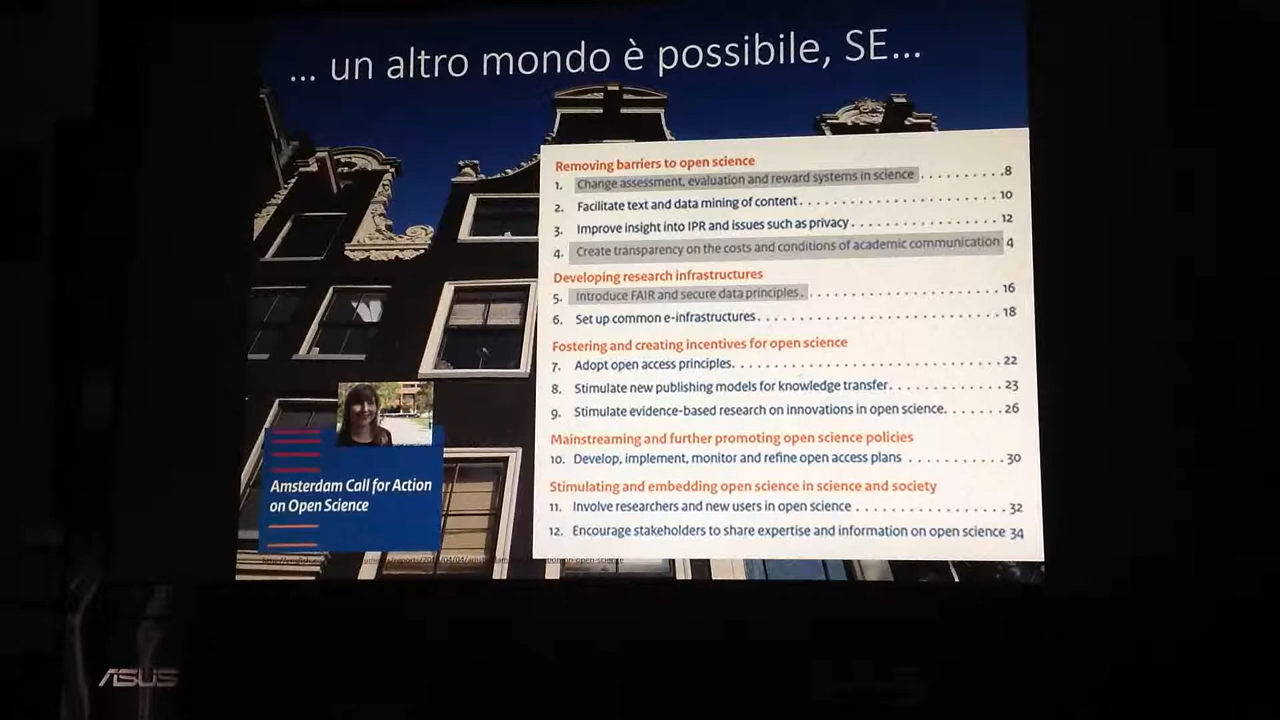 ... un altro mondo è possibile, SE...
Removing barriers to open science
1. Change assessment, evaluation and reward systems in science . . . . . . . . . .8
2. Facilitate text and data mining of content . . . . . . . . . . . . . . . . . . . . . . . . 10
3. Improve insight into IPR and issues such as privacy . . . . . . . . . . . . . . . . . 12
4. Create transparency on the costs and conditions of academic communication 4
Developing research infrastructures
5. Introduce FAIR and secure data principles. . . . . . . . . . . . . . . . . . . . . . . 16
6. Set up common e-infrastructures. . . . . . . . . . . . . . . . . . . . . . . . . . . . . 18
Fostering and creating incentives for open science
7. Adopt open access principles. . . . . . . . . . . . . . . . . . . . . . . . . . . . . . . . 22
8. Stimulate new publishing models for knowledge transfer. . . . . . . . . . . . . . 23
9. Stimulate evidence-based research on innovations in open science. . . . . . . 26
Mainstreaming and further promoting open science policies
10. Develop, implement, monitor and refine open access plans . . . . . . . . . . . .30
Stimulating and embedding open science in science and society
11. Involve researchers and new users in open science . . . . . . . . . . . . . . . . . 32
12. Encourage stakeholders to share expertise and information on open science 34
Amsterdam Call for Action
on Open Science
ASUS